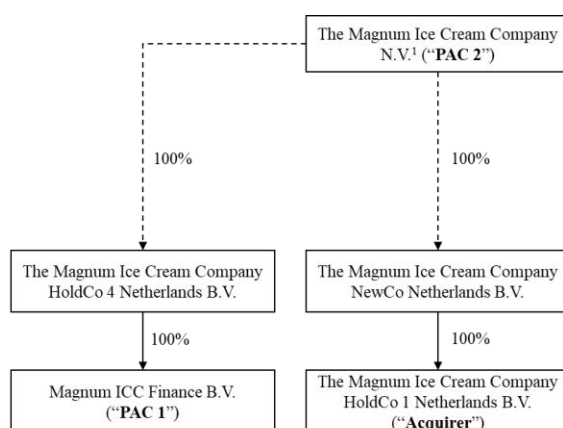 The Magnum Ice Cream Company
N.V.¹ (“PAC 2”)
100%
100%
The Magnum Ice Cream Company
HoldCo 4 Netherlands B.V.
The Magnum Ice Cream Company
NewCo Netherlands B.V.
100%
100%
Magnum ICC Finance B.V.
(“PAC 1”)
The Magnum Ice Cream Company
HoldCo 1 Netherlands B.V.
(“Acquirer”)